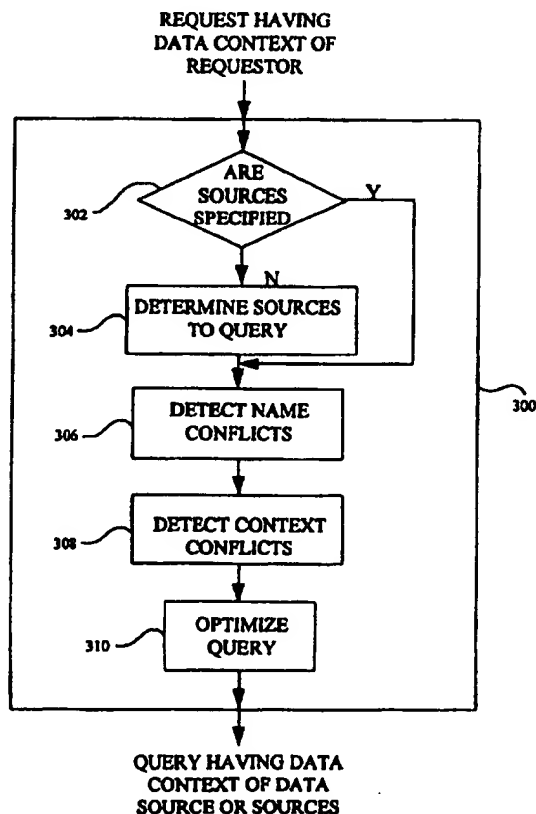 REQUEST HAVING
DATA CONTEXT OF
REQUESTOR
ARE
SOURCES
SPECIFIED
302
Y
N
DETERMINE SOURCES
TO QUERY
304
DETECT NAME
CONFLICTS
306
300
DETECT CONTEXT
CONFLICTS
308
OPTIMIZE
QUERY
310
QUERY HAVING DATA
CONTEXT OF DATA
SOURCE OR SOURCES